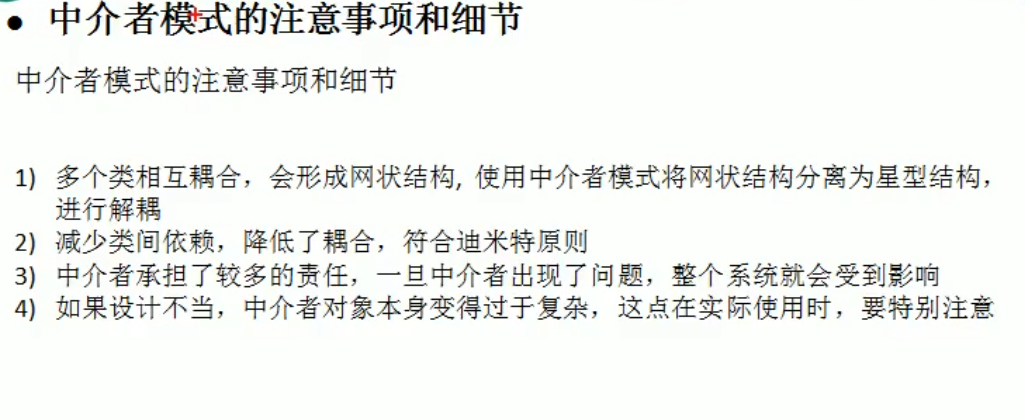 ● 中介者模式的注意事项和细节
中介者模式的注意事项和细节
1) 多个类相互耦合，会形成网状结构, 使用中介者模式将网状结构分离为星型结构，
进行解耦
2) 减少类间依赖，降低了耦合，符合迪米特原则
3) 中介者承担了较多的责任，一旦中介者出现了问题，整个系统就会受到影响
4) 如果设计不当，中介者对象本身变得过于复杂，这点在实际使用时，要特别注意